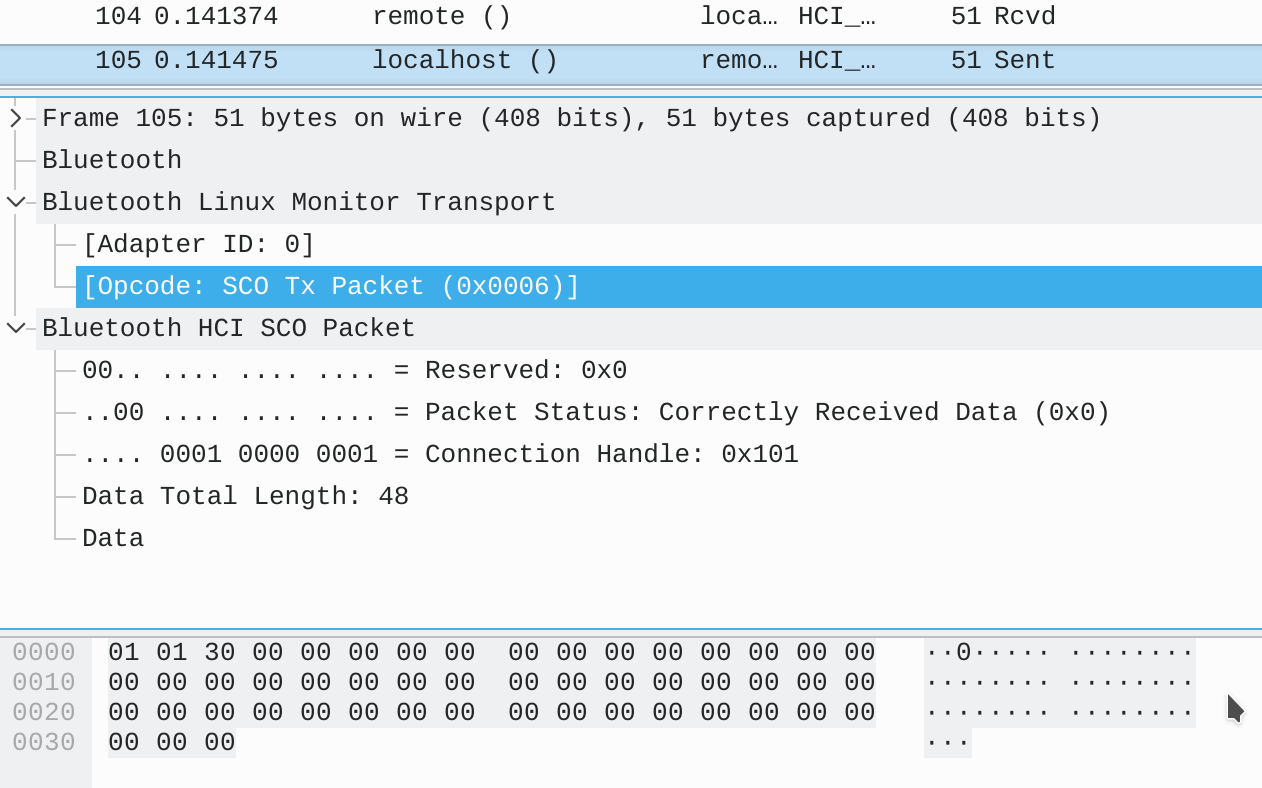 104 0.141374 remote () loca… HCI_… 51 Rcvd
105 0.141475 localhost () remo… HCI_… 51 Sent
Frame 105: 51 bytes on wire (408 bits), 51 bytes captured (408 bits)
Bluetooth
Bluetooth Linux Monitor Transport
[Adapter ID: 0]
[Opcode: SCO Tx Packet (0x0006)]
Bluetooth HCI SCO Packet
00.. .... .... .... = Reserved: 0x0
..00 .... .... .... = Packet Status: Correctly Received Data (0x0)
.... 0001 0000 0001 = Connection Handle: 0x101
Data Total Length: 48
Data
0000 01 01 30 00 00 00 00 00 00 00 00 00 00 00 00 00 ··0····· ········
0010 00 00 00 00 00 00 00 00 00 00 00 00 00 00 00 00 ········ ········
0020 00 00 00 00 00 00 00 00 00 00 00 00 00 00 00 00 ········ ········
0030 00 00 00 ···